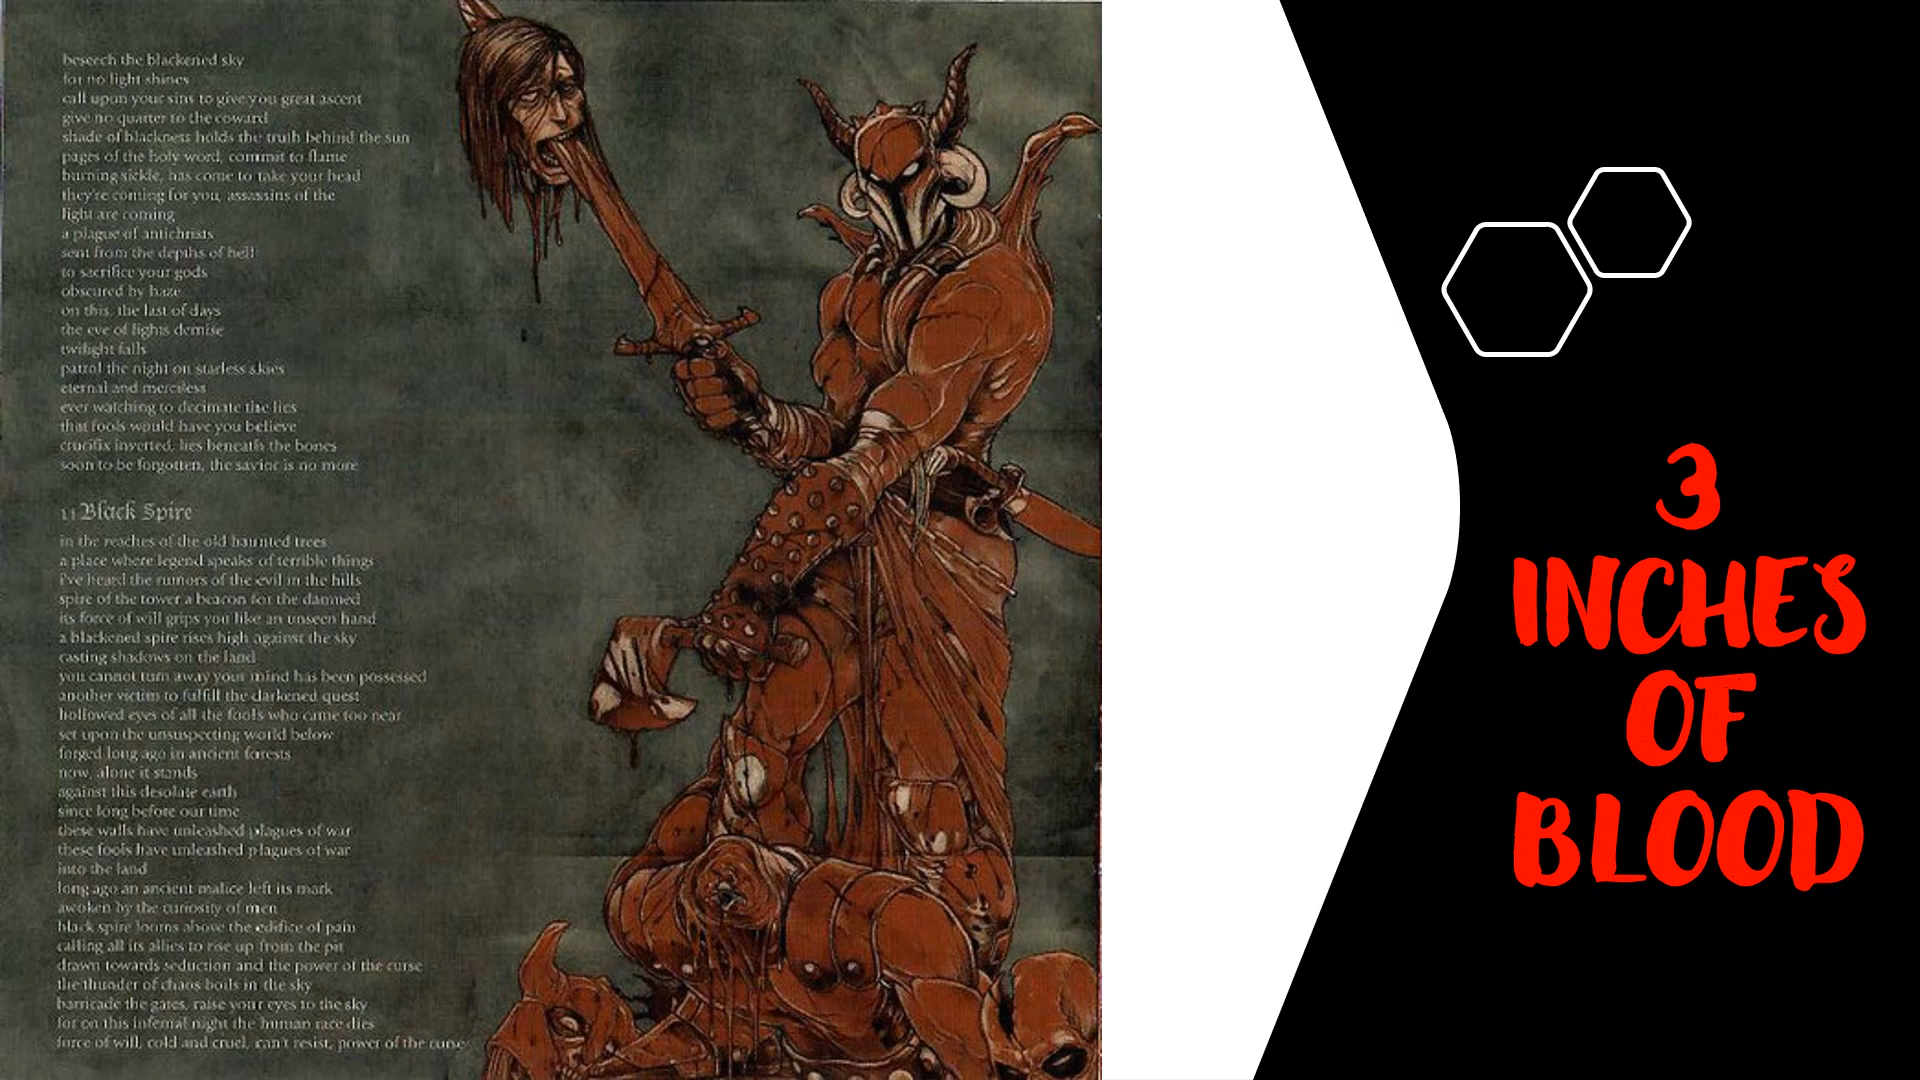 beseech the blackened sky
for no light shines
call upon your sins to give you great ascent
give no quarter to the coward
shade of blackness holds the truth behind the sun
pages of the holy word, commit to flame
burning sickle, has come to take your head
they're coming for you, assassins of the
light are coming
a plague of antichrists
sent from the depths of hell
to sacrifice your gods
obscured by haze
on this, the last of days
the eve of lights demise
twilight falls
patrol the night on starless skies
eternal and merciless
ever watching to decimate the lies
that fools would have you believe
crucifix inverted, lies beneath the bones
soon to be forgotten, the savior is no more
11 Black Spire
in the reaches of the old haunted trees
a place where legend speaks of terrible things
i've heard the rumors of the evil in the hills
spire of the tower a beacon for the damned
its force of will grips you like an unseen hand
a blackened spire rises high against the sky
casting shadows on the land
you cannot turn away your mind has been possessed
another victim to fulfill the darkened quest
hollowed eyes of all the fools who came too near
set upon the unsuspecting world below
forged long ago in ancient forests
now, alone it stands
against this desolate earth
since long before our time
these walls have unleashed plagues of war
these fools have unleashed plagues of war
into the land
long ago an ancient malice left its mark
awoken by the curiosity of men
black spire looms above the edifice of pain
calling all its allies to rise up from the pit
drawn towards seduction and the power of the curse
the thunder of chaos boils in the sky
barricade the gates, raise your eyes to the sky
for on this infernal night the human race dies
force of will, cold and cruel, can't resist, power of the curse
3
INCHES
OF
BLOOD